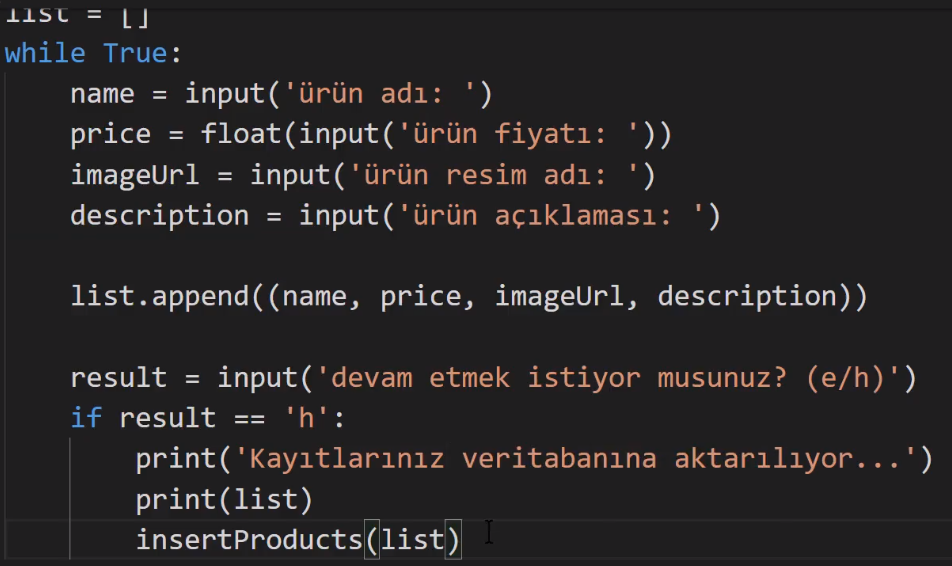 list = []
while True:
    name = input('ürün adı: ')
    price = float(input('ürün fiyatı: '))
    imageUrl = input('ürün resim adı: ')
    description = input('ürün açıklaması: ')
    list.append((name, price, imageUrl, description))
    result = input('devam etmek istiyor musunuz? (e/h)')
    if result == 'h':
        print('Kayıtlarınız veritabanına aktarılıyor...')
        print(list)
        insertProducts(list)